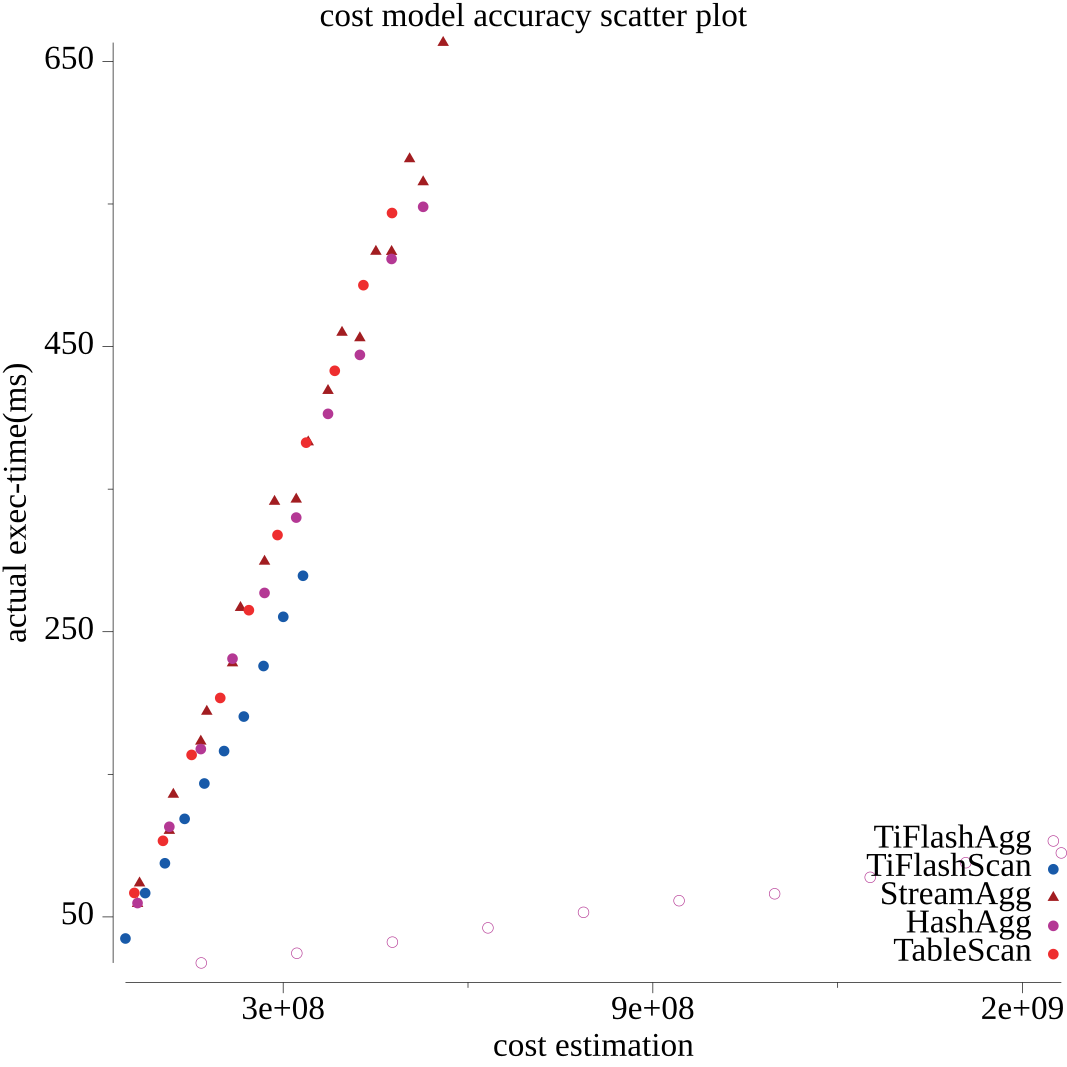 cost model accuracy scatter plot
650
450
250
50
actual exec-time(ms)
TiFlashAgg
TiFlashScan
StreamAgg
HashAgg
TableScan
3e+08
9e+08
2e+09
cost estimation